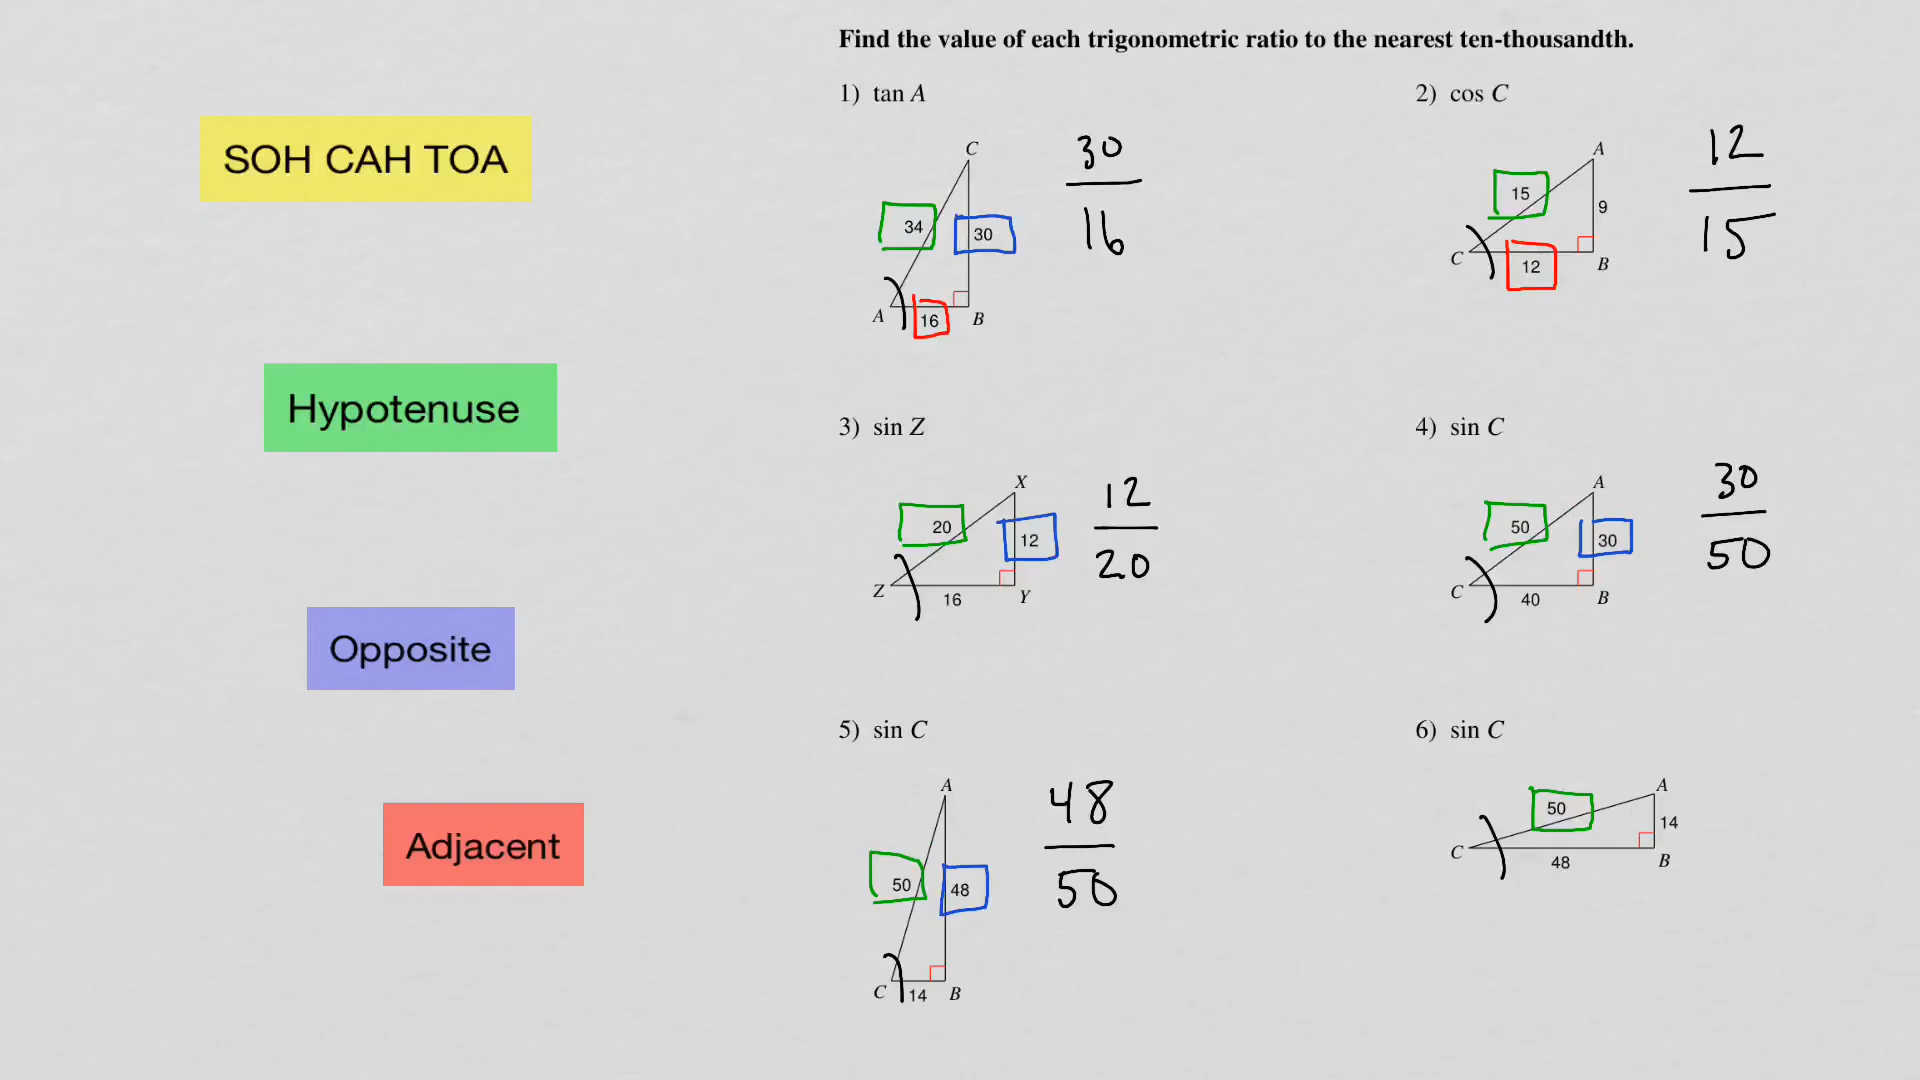 Find the value of each trigonometric ratio to the nearest ten-thousandth.
SOH CAH TOA
Hypotenuse
Opposite
Adjacent
1) tan A
C
34
30
A
16
B
30
16
2) cos C
A
15
9
C
12
B
12
15
3) sin Z
X
20
12
Z
16
Y
12
20
4) sin C
A
50
30
C
40
B
30
50
5) sin C
A
50
48
C
14
B
48
50
6) sin C
A
50
14
C
48
B